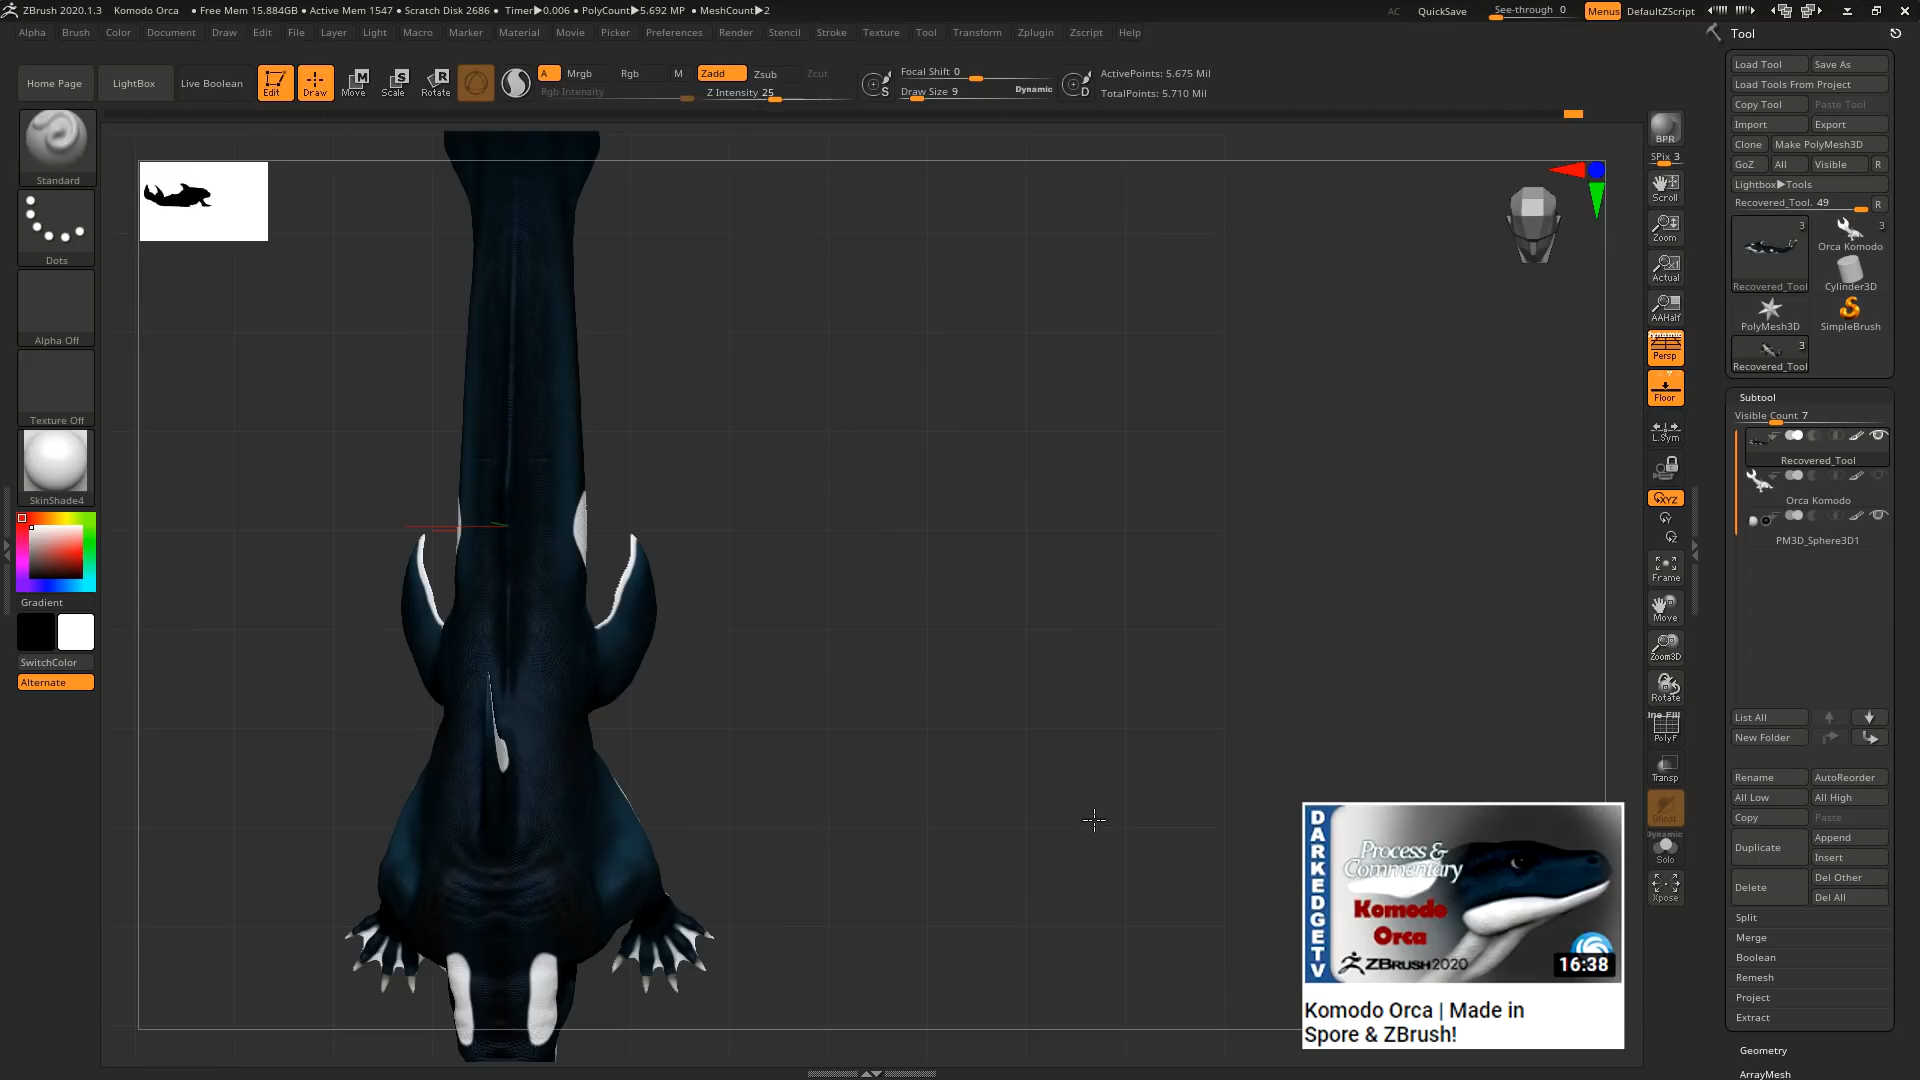 ZBrush 2020.1.3 Komodo Orca • Free Mem 15.884GB • Active Mem 1547 • Scratch Disk 2686 • Timer▶0.006 • PolyCount▶5.692 MP • MeshCount▶2 AC QuickSave See-through 0 Menus DefaultZScript
Alpha Brush Color Document Draw Edit File Layer Light Macro Marker Material Movie Picker Preferences Render Stencil Stroke Texture Tool Transform Zplugin Zscript Help
Home Page
LightBox
Live Boolean
Edit
Draw
Move
Scale
Rotate
A
Mrgb
Rgb
M
Zadd
Zsub
Zcut
Rgb Intensity
Z Intensity 25
S
Focal Shift 0
Draw Size 9
Dynamic
D
ActivePoints: 5.675 Mil
TotalPoints: 5.710 Mil
Standard
Dots
Alpha Off
Texture Off
SkinShade4
Gradient
SwitchColor
Alternate
DARKEDGETV
Process &
Commentary
Komodo
Orca
ZBRUSH2020
16:38
Komodo Orca | Made in
Spore & ZBrush!
BPR
SPix 3
Scroll
Zoom
Actual
AAHalf
Dynamic
Persp
Floor
L.Sym
XYZ
Y
Z
Frame
Move
Zoom3D
Rotate
Line Fill
PolyF
Transp
Ghost
Dynamic
Solo
Xpose
Tool
Load Tool
Save As
Load Tools From Project
Copy Tool
Paste Tool
Import
Export
Clone
Make PolyMesh3D
GoZ
All
Visible
R
Lightbox▶Tools
Recovered_Tool. 49
R
3
Recovered_Tool
3
Orca Komodo
Cylinder3D
PolyMesh3D
SimpleBrush
3
Recovered_Tool
Subtool
Visible Count 7
Recovered_Tool
Orca Komodo
PM3D_Sphere3D1
List All
New Folder
Rename
AutoReorder
All Low
All High
Copy
Paste
Duplicate
Append
Insert
Delete
Del Other
Del All
Split
Merge
Boolean
Remesh
Project
Extract
Geometry
ArrayMesh